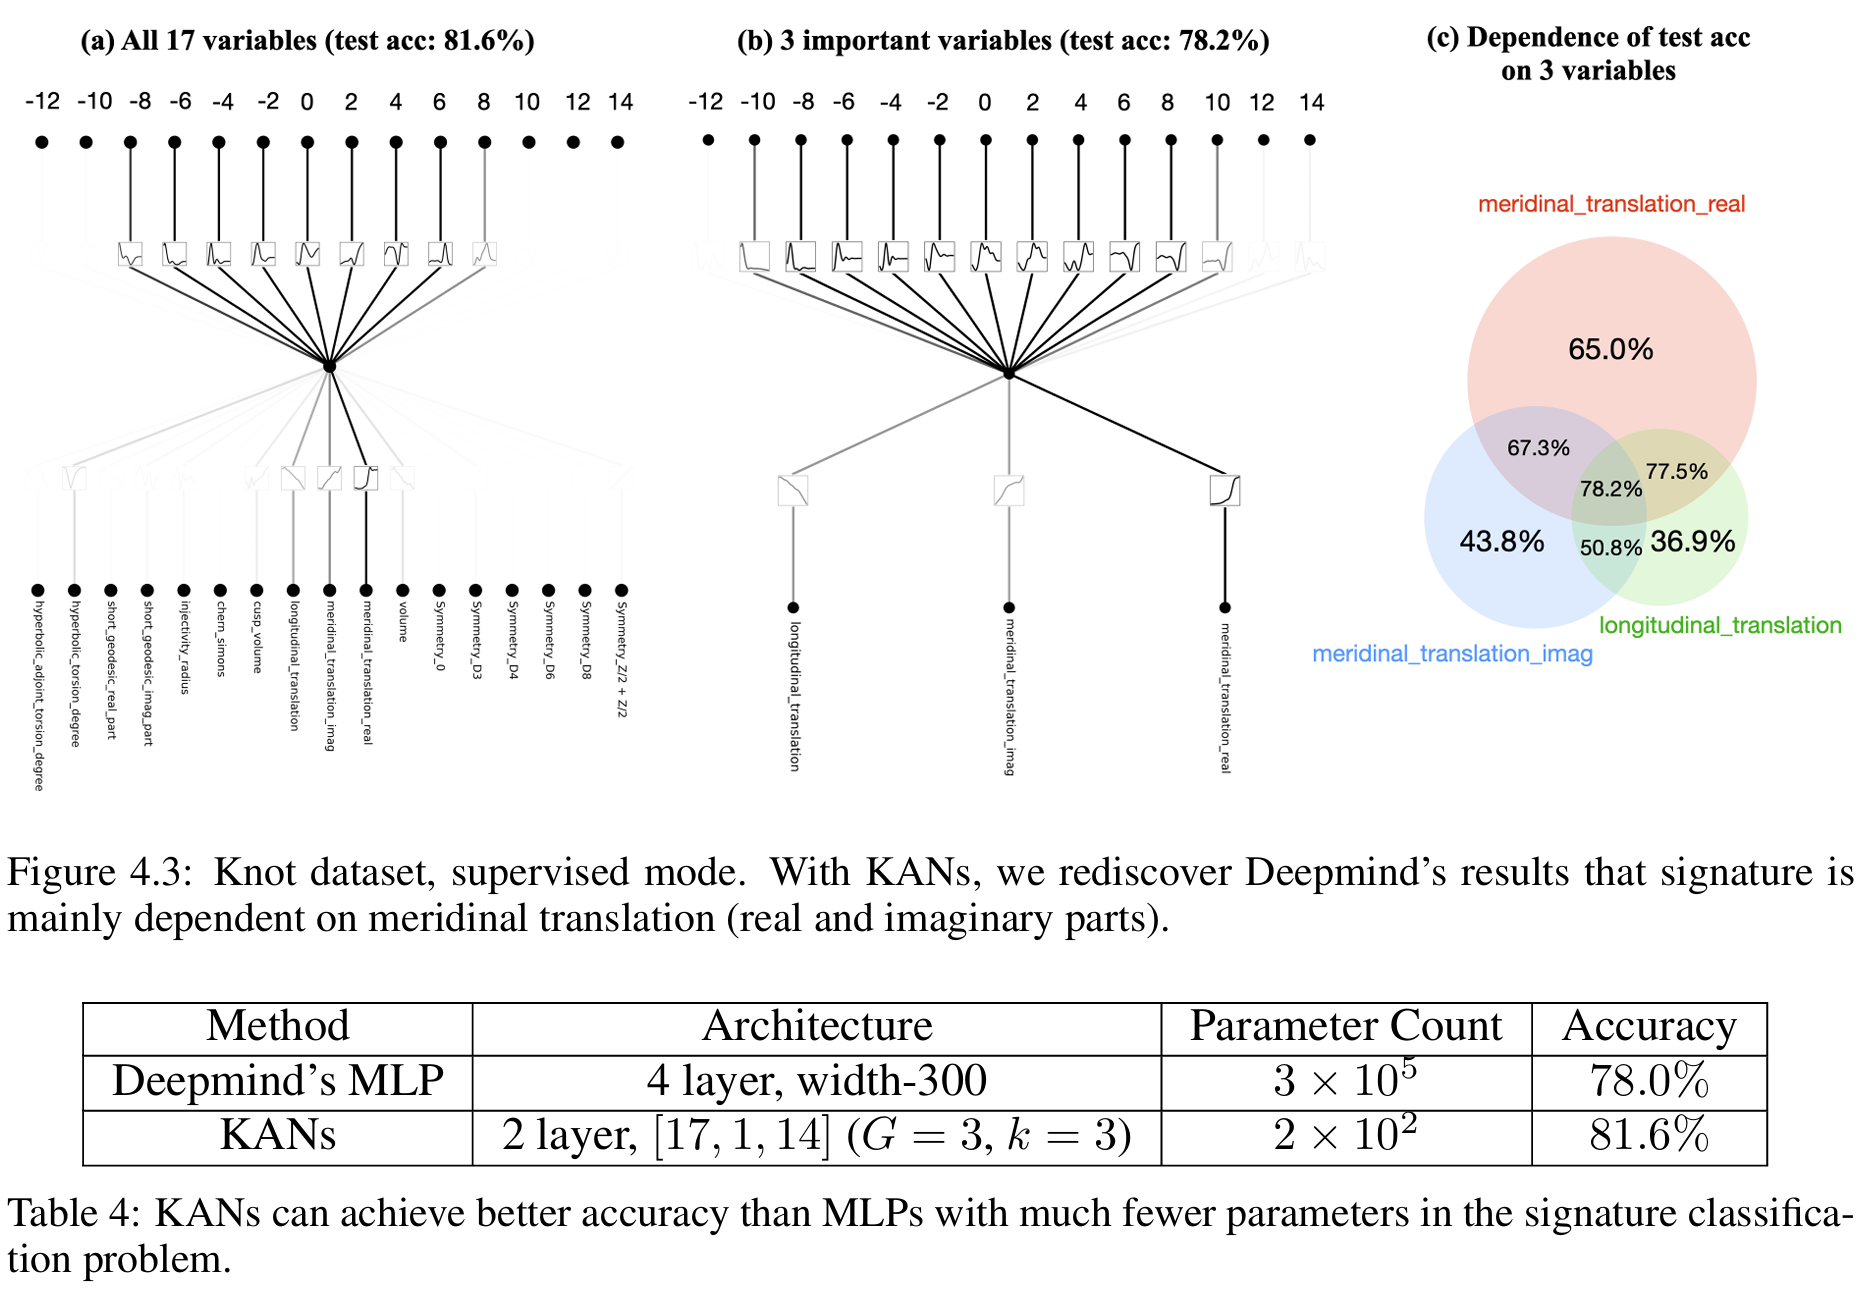 (a) All 17 variables (test acc: 81.6%)
-12 -10 -8 -6 -4 -2 0 2 4 6 8 10 12 14
hyperbolic_adjoint_torsion_degree
hyperbolic_torsion_degree
short_geodesic_real_part
short_geodesic_imag_part
injectivity_radius
chern_simons
cusp_volume
longitudinal_translation
meridinal_translation_imag
meridinal_translation_real
volume
Symmetry_0
Symmetry_D3
Symmetry_D4
Symmetry_D6
Symmetry_D8
Symmetry_Z/2 + Z/2
(b) 3 important variables (test acc: 78.2%)
-12 -10 -8 -6 -4 -2 0 2 4 6 8 10 12 14
longitudinal_translation
meridinal_translation_imag
meridinal_translation_real
(c) Dependence of test acc
on 3 variables
meridinal_translation_real
65.0%
67.3%
77.5%
78.2%
43.8%
50.8%
36.9%
longitudinal_translation
meridinal_translation_imag
Figure 4.3: Knot dataset, supervised mode. With KANs, we rediscover Deepmind's results that signature is
mainly dependent on meridinal translation (real and imaginary parts).
Method Architecture Parameter Count Accuracy
Deepmind's MLP 4 layer, width-300 3 × 10⁵ 78.0%
KANs 2 layer, [17, 1, 14] (G = 3, k = 3) 2 × 10² 81.6%
Table 4: KANs can achieve better accuracy than MLPs with much fewer parameters in the signature classifica-
tion problem.